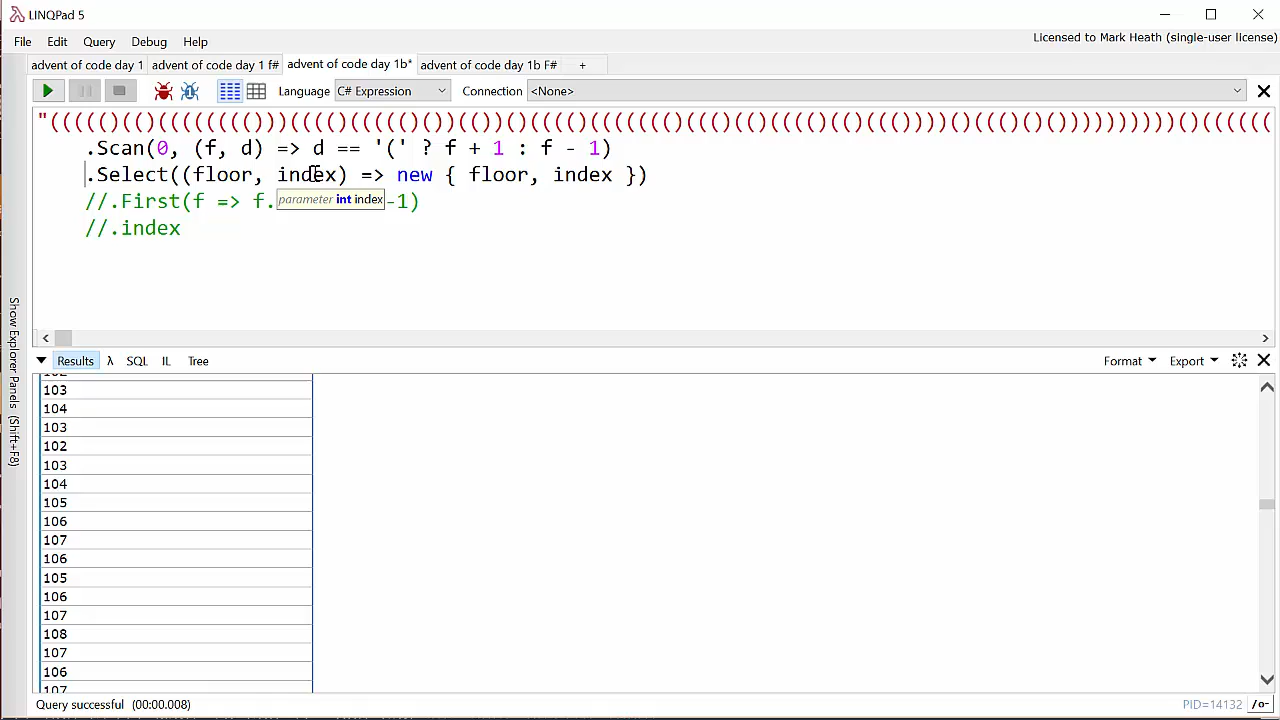 LINQPad 5
File Edit Query Debug Help
Licensed to Mark Heath (single-user license)
advent of code day 1 advent of code day 1 f# advent of code day 1b* advent of code day 1b F# +
Language C# Expression Connection <None>
.Scan(0, (f, d) => d == '(' ? f + 1 : f - 1)
.Select((floor, index) => new { floor, index })
//.First(f => f. -1)
parameter int index
//.index
Show Explorer Panels (Shift+F8)
Results λ SQL IL Tree
Format Export
103
104
103
102
103
104
105
106
107
106
105
106
107
108
107
106
107
Query successful (00:00.008)
PID=14132 /o-